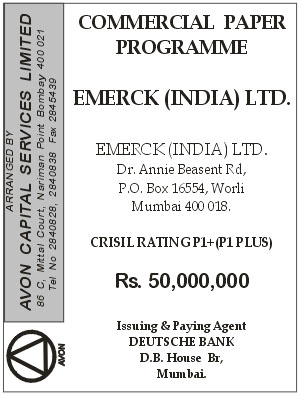 COMMERCIAL PAPER
PROGRAMME
EMERCK (INDIA) LTD.
EMERCK (INDIA) LTD.
Dr. Annie Beasent Rd,
P.O. Box 16554, Worli
Mumbai 400 018.
CRISIL RATING P1+ (P1 PLUS)
Rs. 50,000,000
Issuing & Paying Agent
DEUTSCHE BANK
D.B. House Br,
Mumbai.
ARRANGED BY
AVON CAPITAL SERVICES LIMITED
86 C, Mittal Court, Nariman Point Bombay 400 021
Tel No 2840828, 2840838 Fax 2845439
AVON